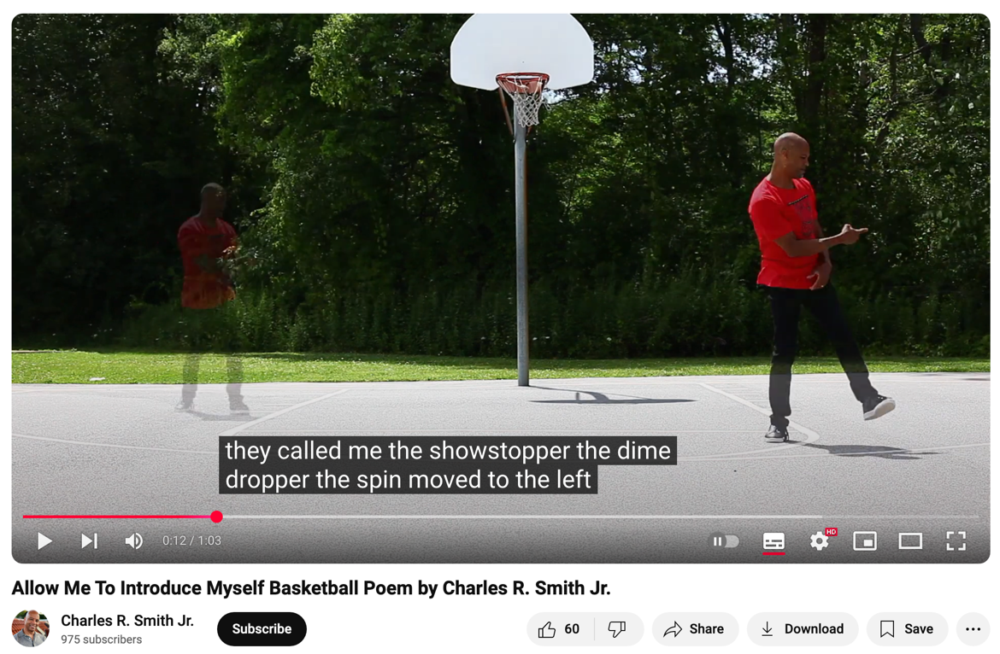 they called me the showstopper the dime
dropper the spin moved to the left
0:12 / 1:03
HD
Allow Me To Introduce Myself Basketball Poem by Charles R. Smith Jr.
Charles R. Smith Jr.
975 subscribers
Subscribe
60
Share
Download
Save